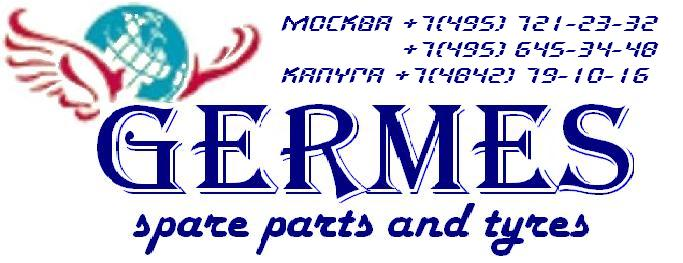 МОСКВА +7(495) 721-23-32
+7(495) 645-34-48
КАЛУГА +7(4842) 79-10-16
GERMES
spare parts and tyres